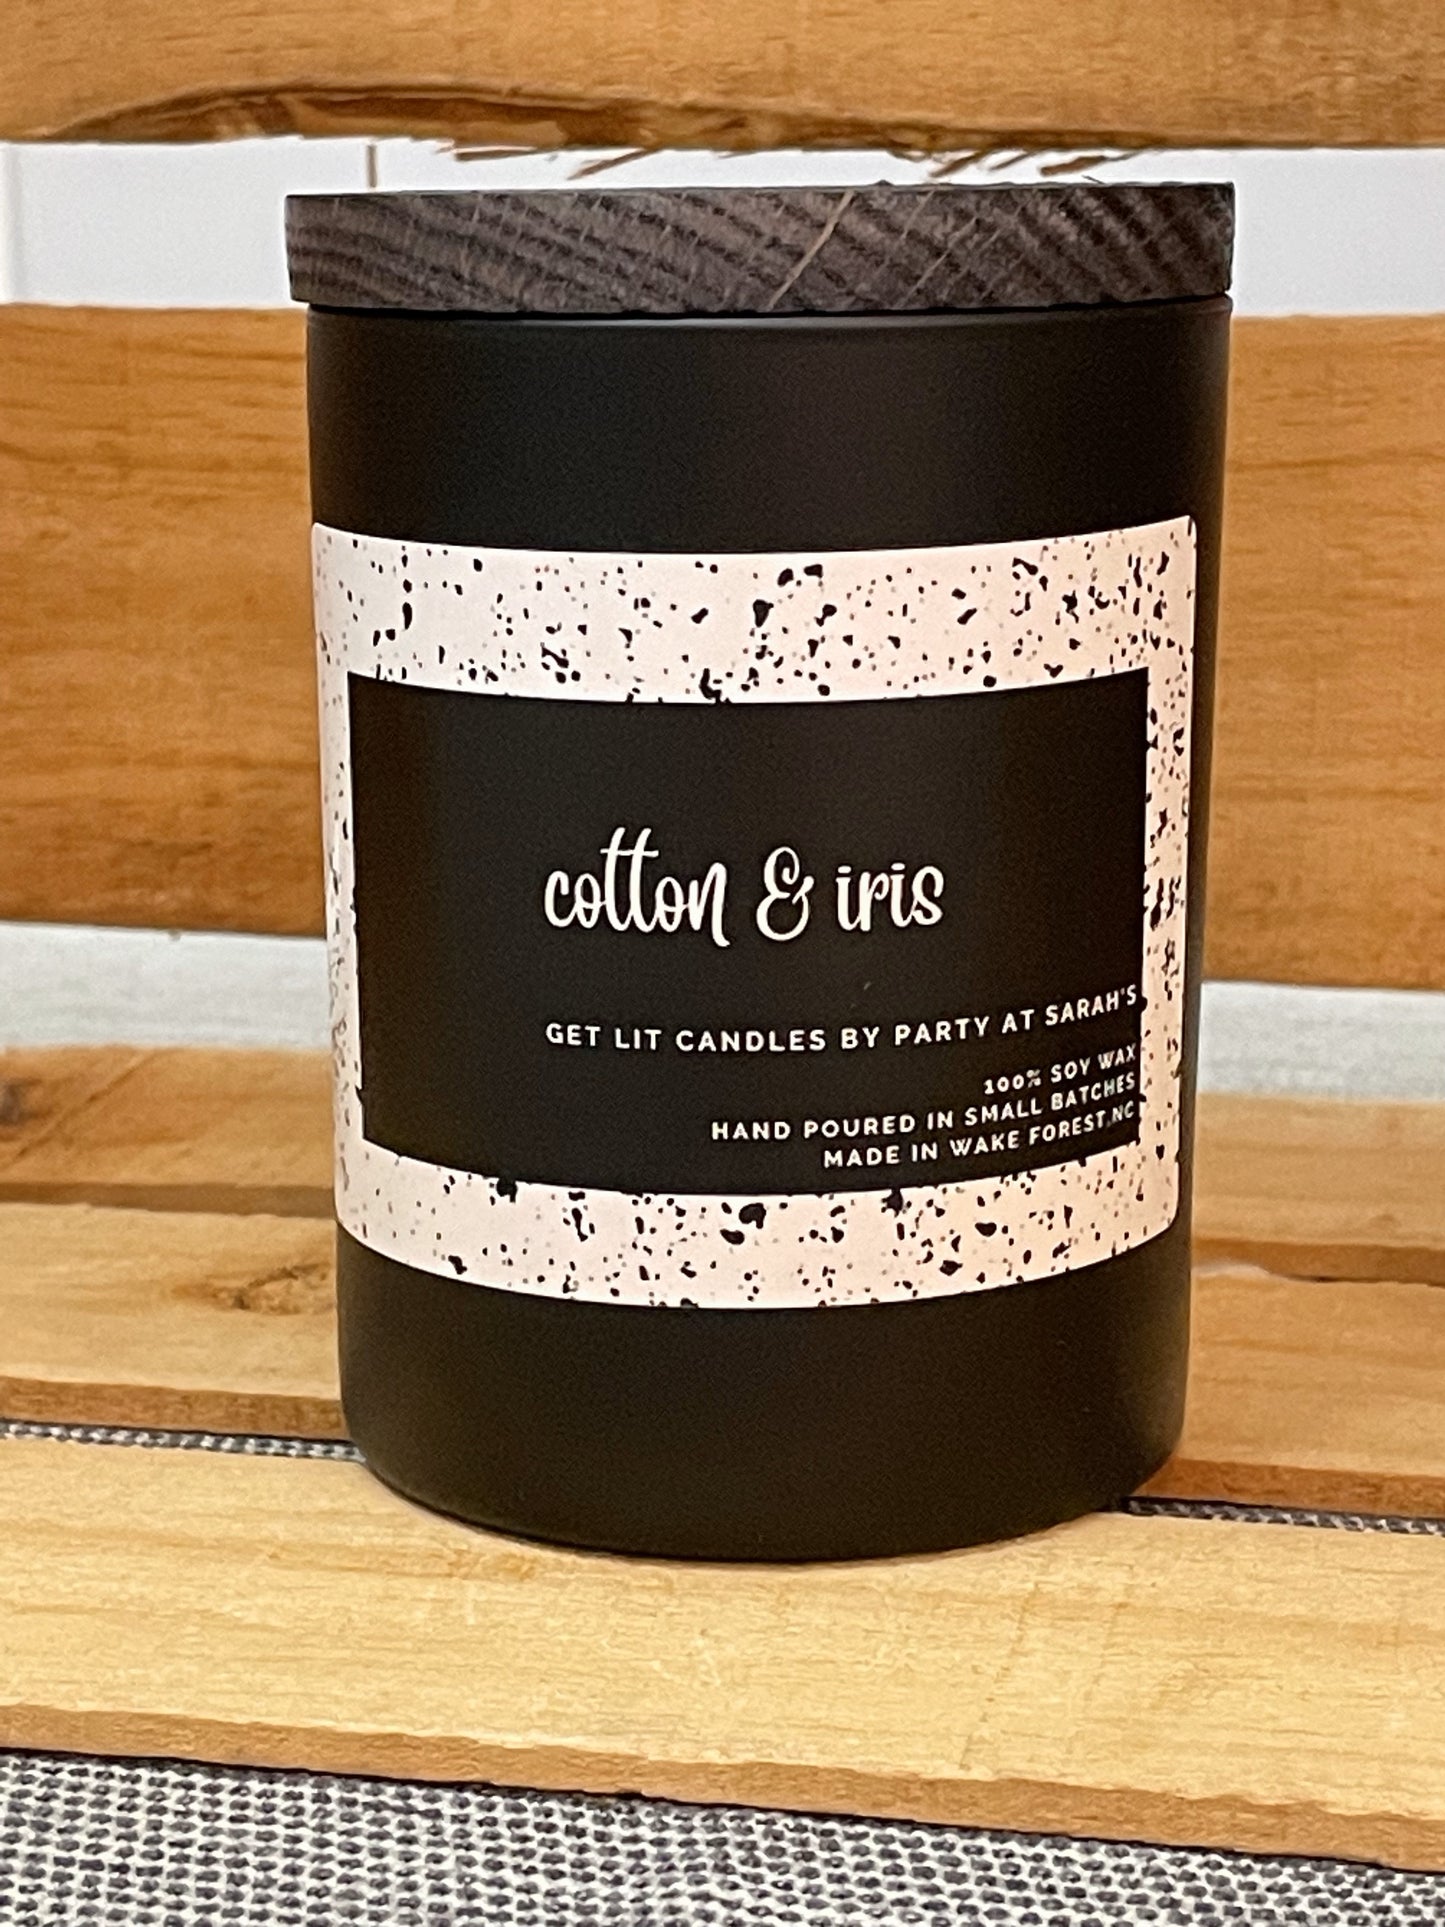 cotton & iris
GET LIT CANDLES BY PARTY AT SARAH'S
100% SOY WAX
HAND POURED IN SMALL BATCHES
MADE IN WAKE FOREST,NC